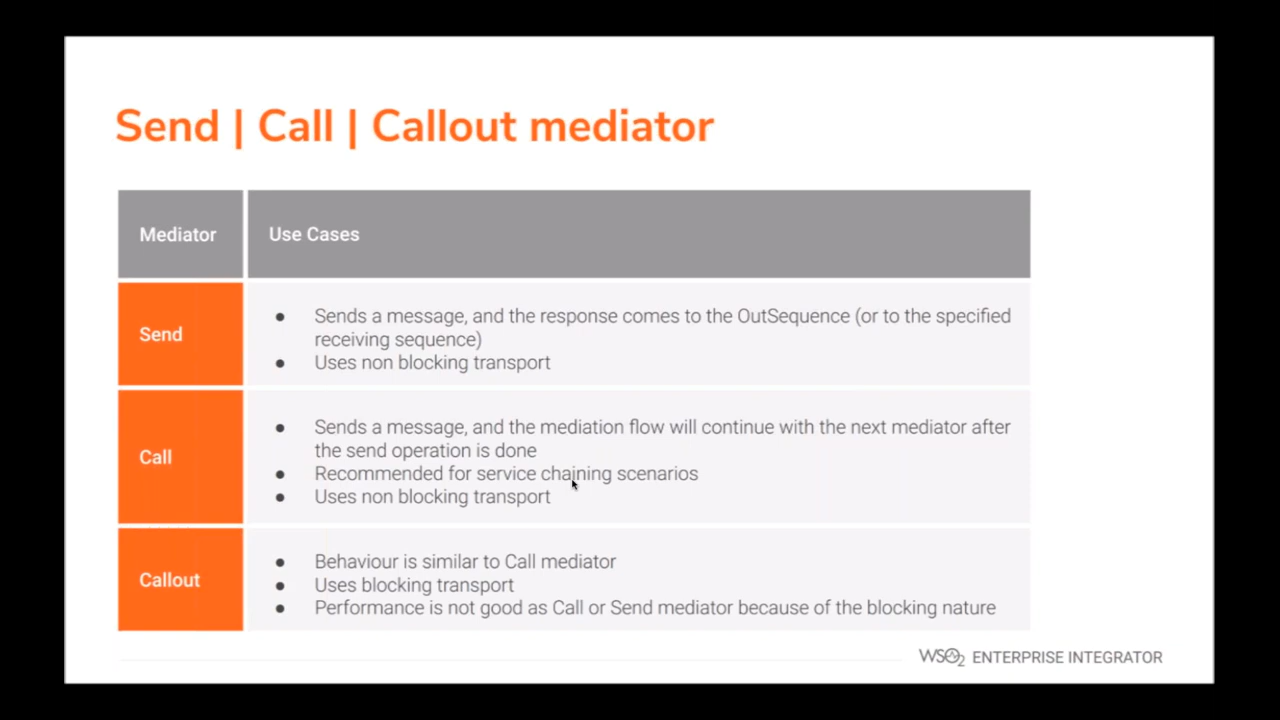 Send | Call | Callout mediator
Mediator
Use Cases
Send
● Sends a message, and the response comes to the OutSequence (or to the specified
receiving sequence)
● Uses non blocking transport
Call
● Sends a message, and the mediation flow will continue with the next mediator after
the send operation is done
● Recommended for service chaining scenarios
● Uses non blocking transport
Callout
● Behaviour is similar to Call mediator
● Uses blocking transport
● Performance is not good as Call or Send mediator because of the blocking nature
WSO2 ENTERPRISE INTEGRATOR